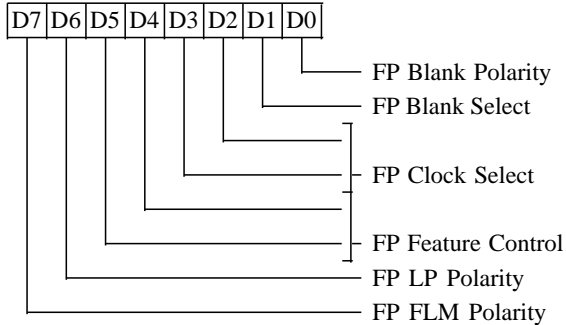 D7 D6 D5 D4 D3 D2 D1 D0
FP Blank Polarity
FP Blank Select
FP Clock Select
FP Feature Control
FP LP Polarity
FP FLM Polarity